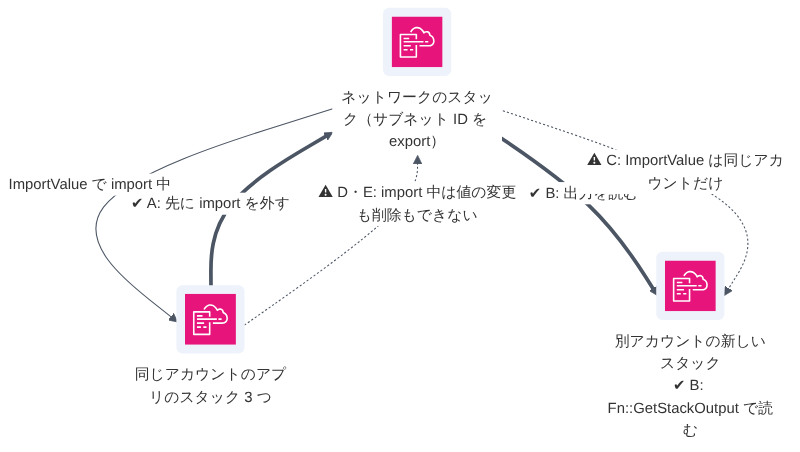 ネットワークのスタッ
ク（サブネット ID を
export）
ImportValue で import 中
✔ A: 先に import を外す
⚠ D・E: import 中は値の変更
も削除もできない
✔ B: 出力を読む
⚠ C: ImportValue は同じアカ
ウントだけ
同じアカウントのアプ
リのスタック 3 つ
別アカウントの新しい
スタック
✔ B:
Fn::GetStackOutput で読
む